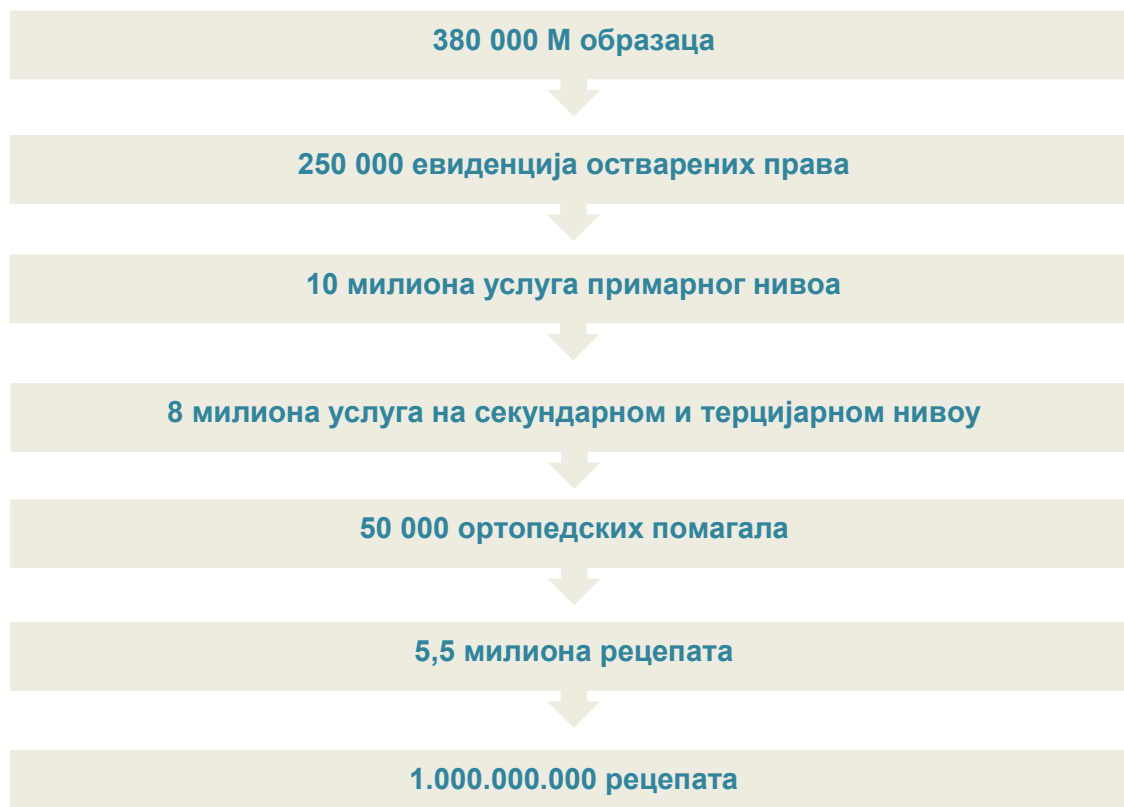 380 000 М образаца
250 000 евиденција остварених права
10 милиона услуга примарног нивоа
8 милиона услуга на секундарном и терцијарном нивоу
50 000 ортопедских помагала
5,5 милиона рецепата
1.000.000.000 рецепата